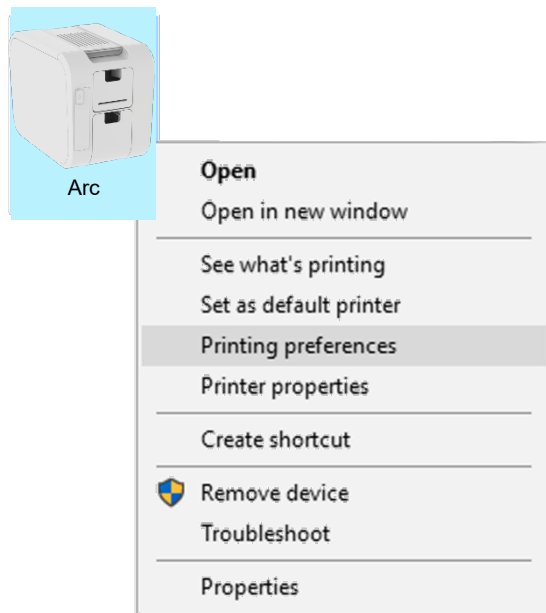 Arc
Open
Open in new window
See what's printing
Set as default printer
Printing preferences
Printer properties
Create shortcut
Remove device
Troubleshoot
Properties